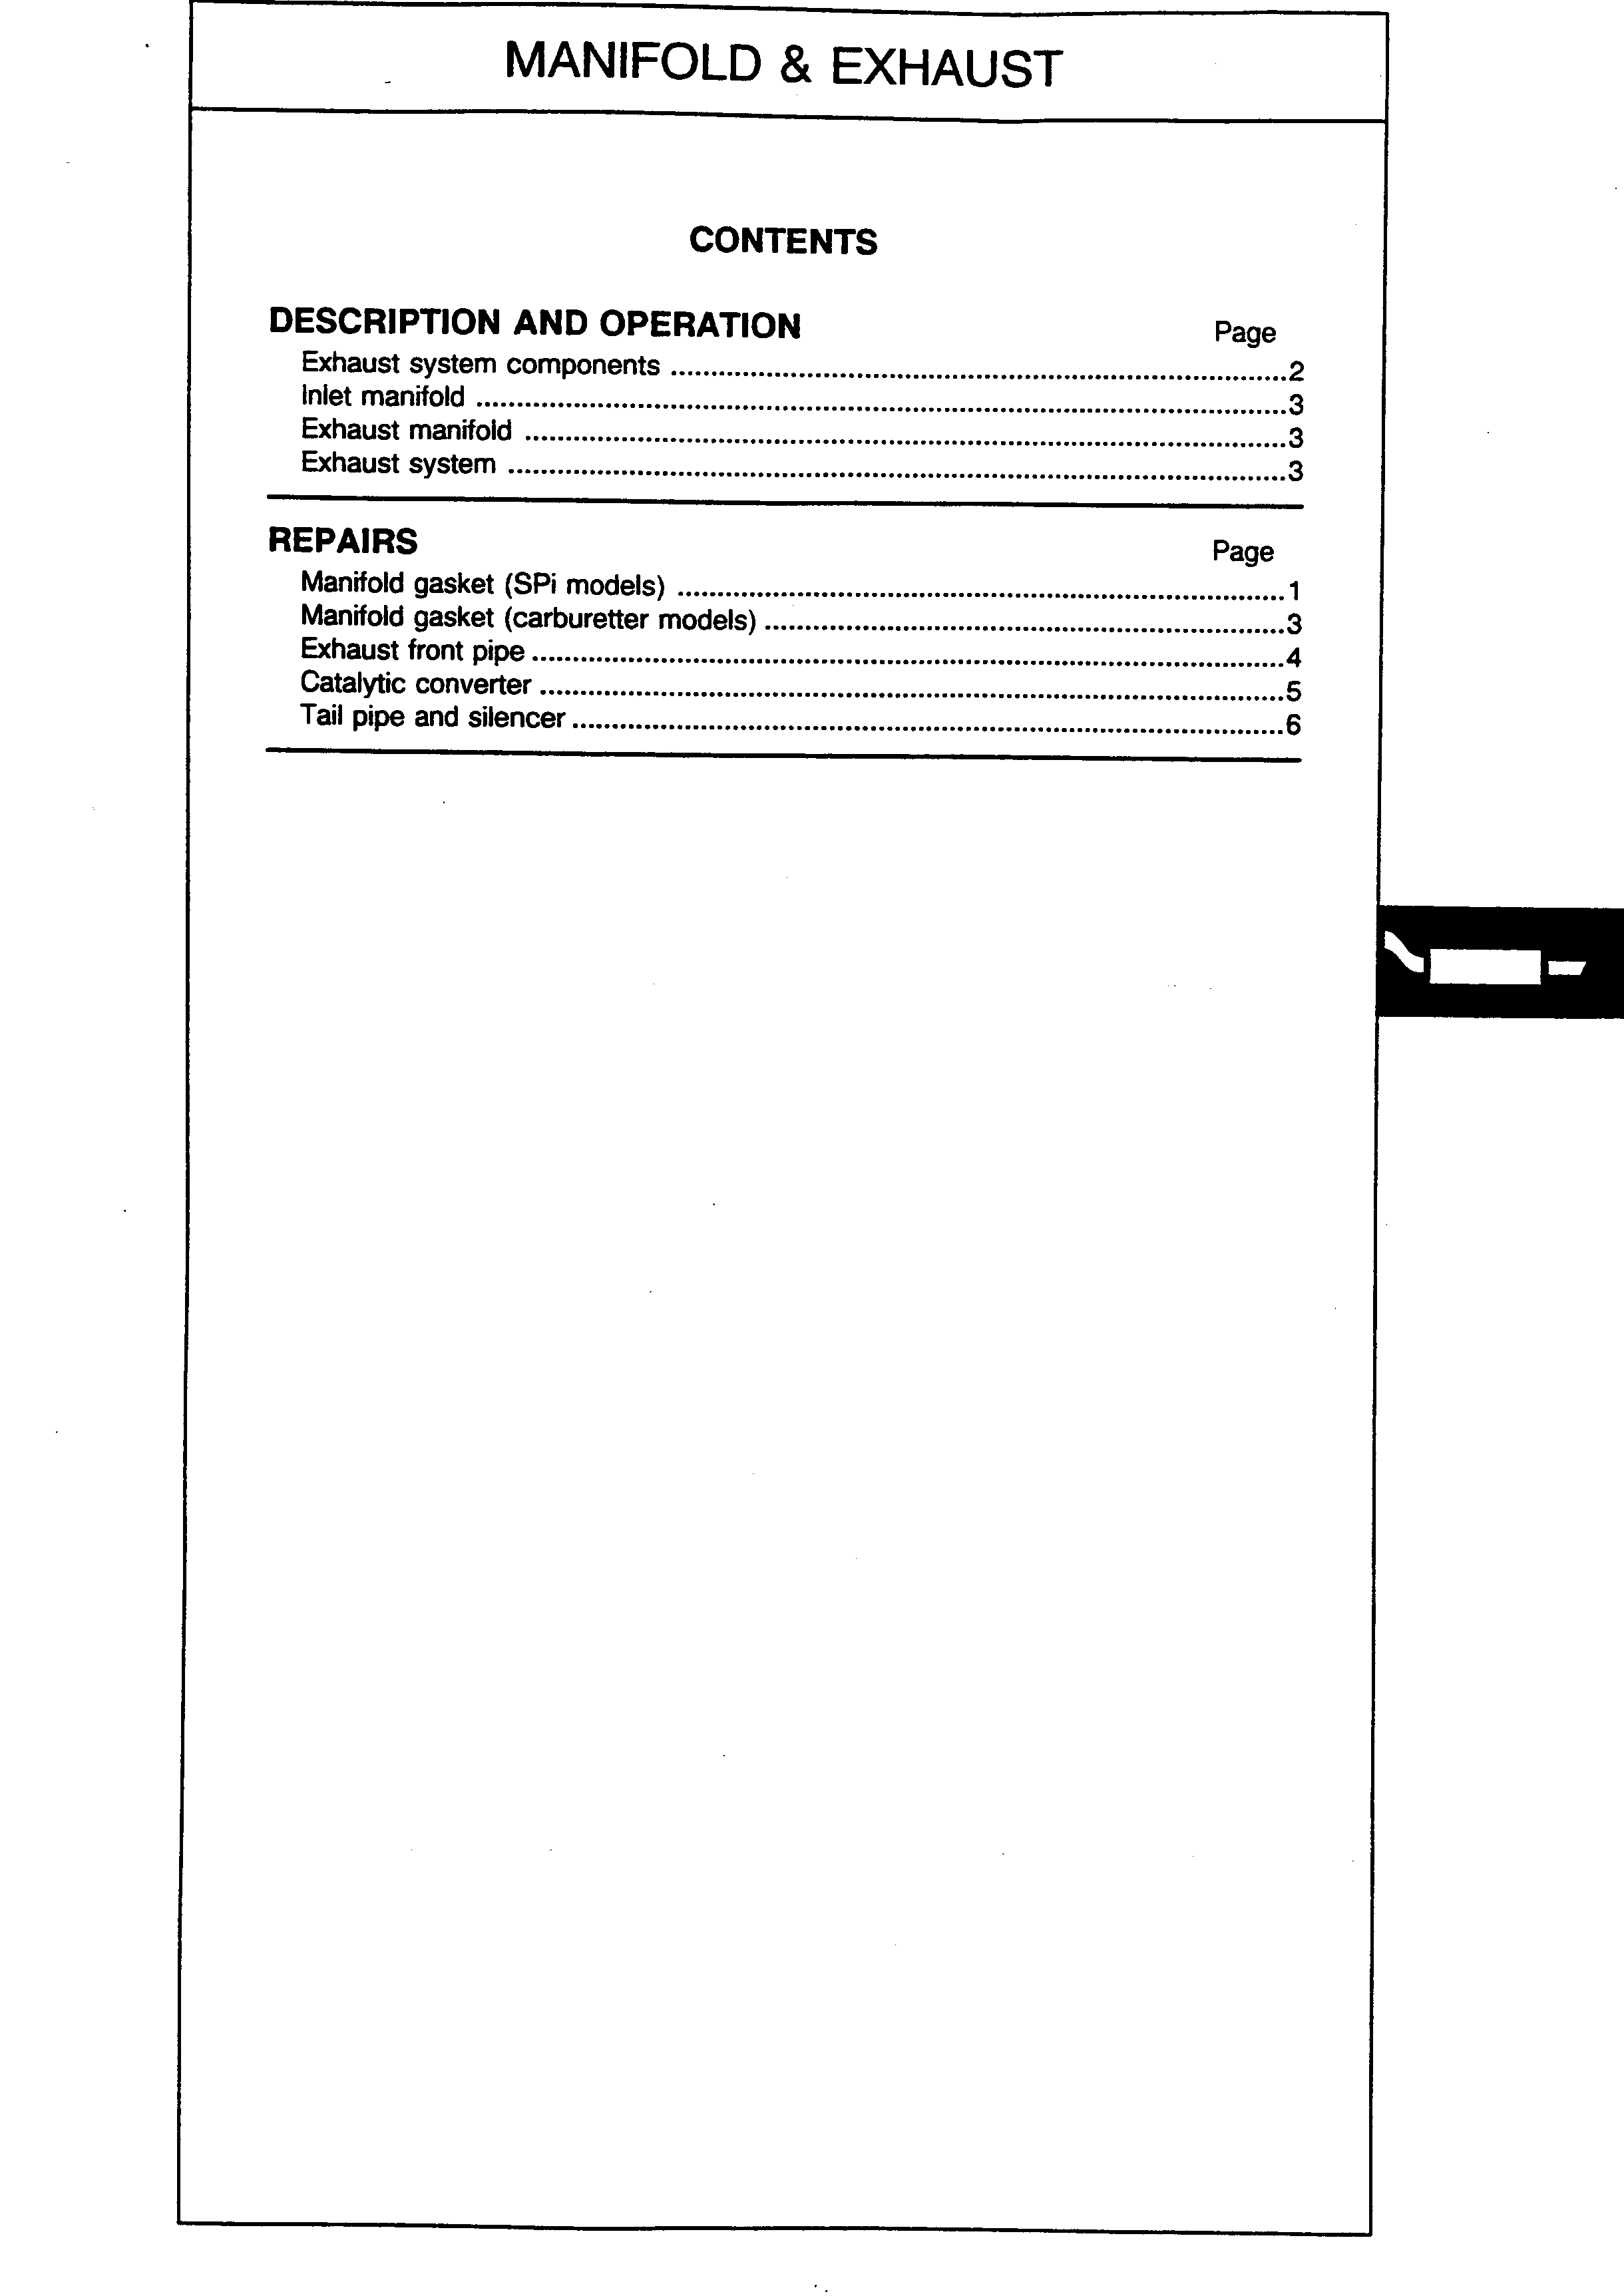 MANIFOLD & EXHAUST
CONTENTS
DESCRIPTION AND OPERATION Page
Exhaust system components ........................................................................... 2
Inlet manifold ........................................................................... 3
Exhaust manifold ........................................................................... 3
Exhaust system ........................................................................... 3
REPAIRS Page
Manifold gasket (SPi models) ........................................................................... 1
Manifold gasket (carburetter models) ........................................................................... 3
Exhaust front pipe ........................................................................... 4
Catalytic converter ........................................................................... 5
Tail pipe and silencer ........................................................................... 6